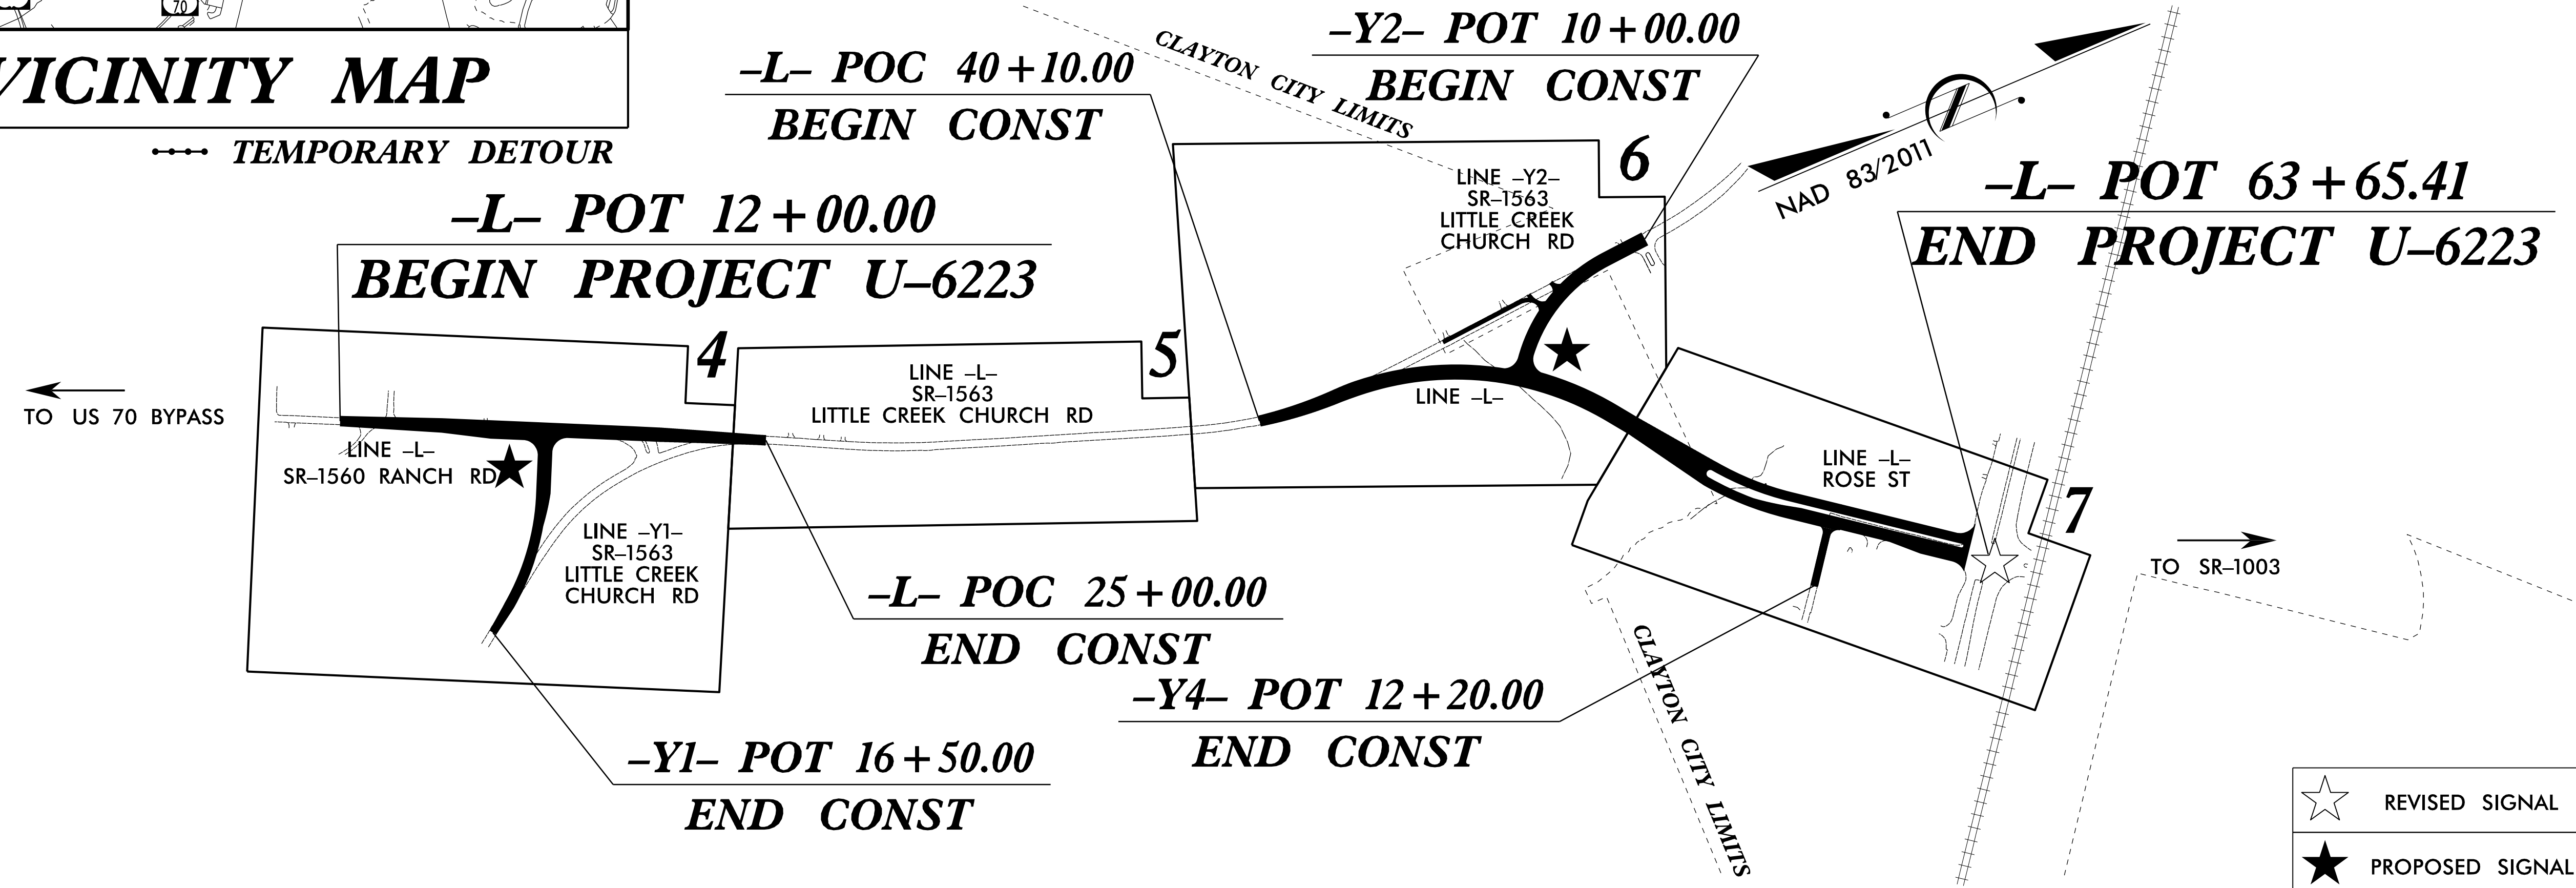 70
VICINITY MAP
TEMPORARY DETOUR
–L– POC 40+10.00
BEGIN CONST
CLAYTON CITY LIMITS
–Y2– POT 10+00.00
BEGIN CONST
NAD 83/2011
–L– POT 12+00.00
BEGIN PROJECT U–6223
–L– POT 63+65.41
END PROJECT U–6223
6
LINE –Y2–
SR–1563
LITTLE CREEK
CHURCH RD
4
5
LINE –L–
SR–1563
LITTLE CREEK CHURCH RD
TO US 70 BYPASS
LINE –L–
LINE –L–
SR–1560 RANCH RD
LINE –L–
ROSE ST
7
LINE –Y1–
SR–1563
LITTLE CREEK
CHURCH RD
TO SR–1003
–L– POC 25+00.00
END CONST
CLAYTON CITY LIMITS
–Y4– POT 12+20.00
END CONST
–Y1– POT 16+50.00
END CONST
REVISED SIGNAL
PROPOSED SIGNAL